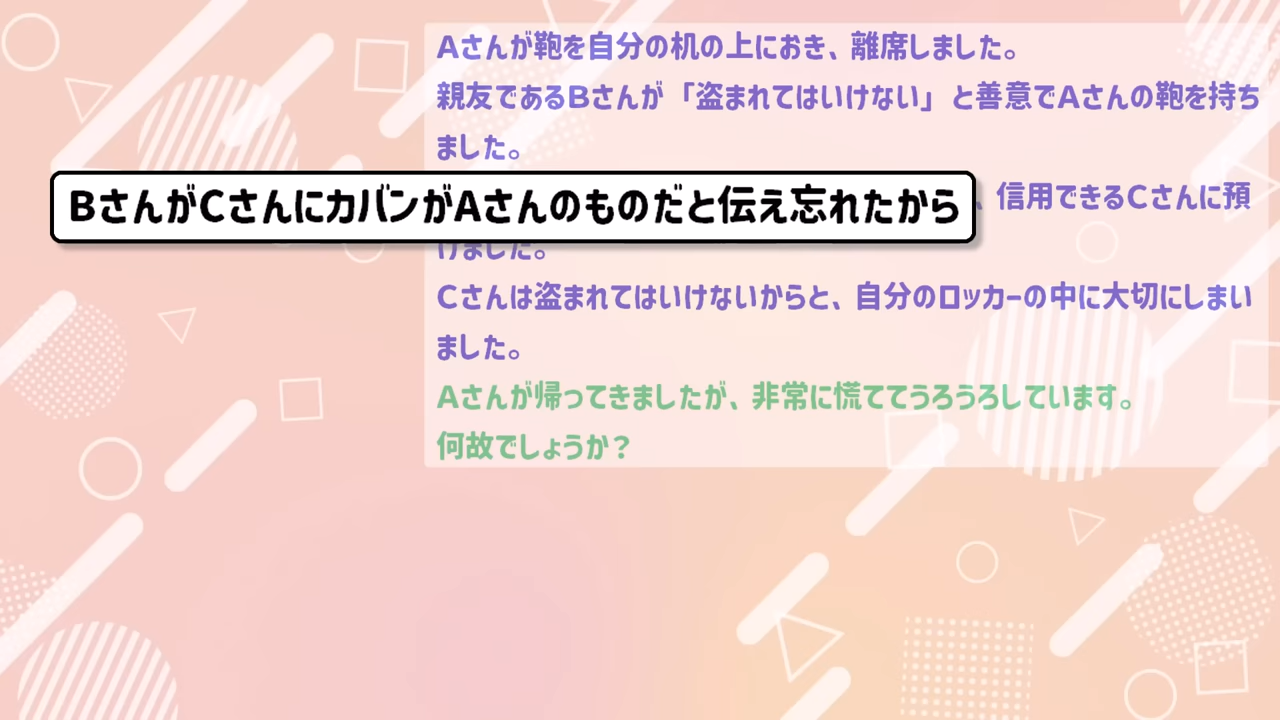 Aさんが鞄を自分の机の上におき、離席しました。
親友であるBさんが「盗まれてはいけない」と善意でAさんの鞄を持ち
ました。
BさんがCさんにカバンがAさんのものだと伝え忘れたから
、信用できるCさんに預
けました。
Cさんは盗まれてはいけないからと、自分のロッカーの中に大切にしまい
ました。
Aさんが帰ってきましたが、非常に慌ててうろうろしています。
何故でしょうか？